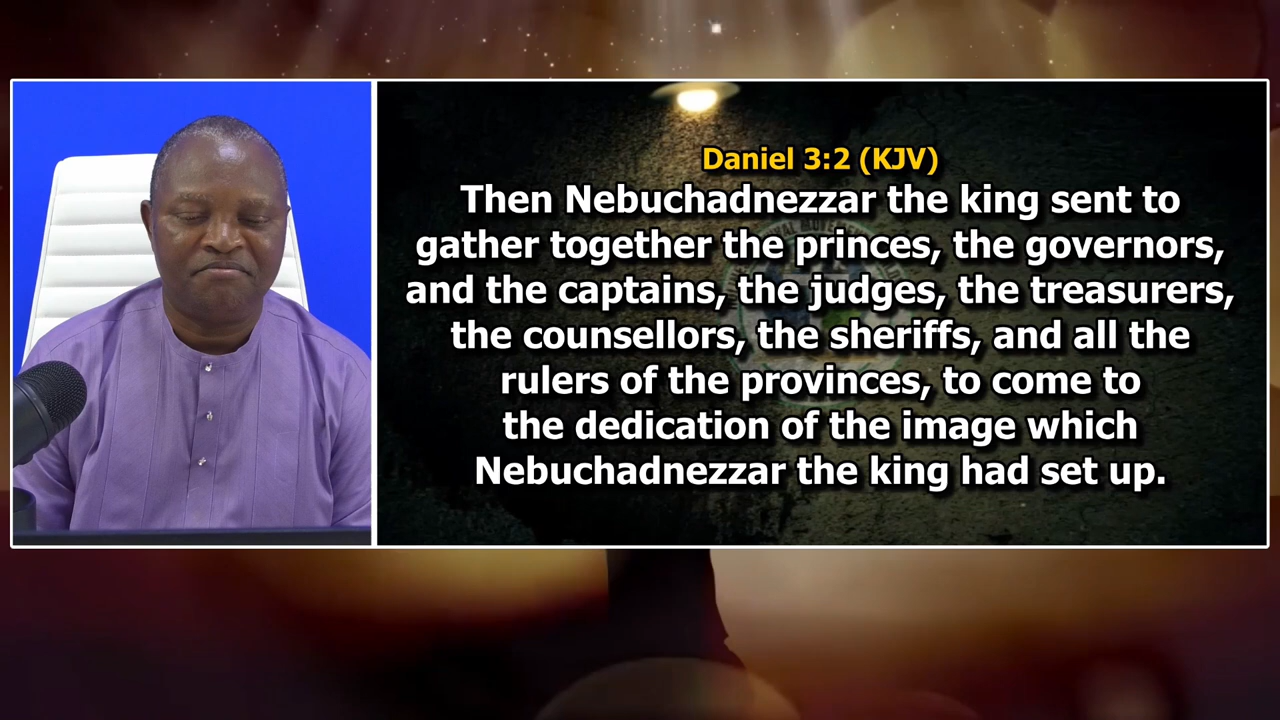 Daniel 3:2 (KJV)
Then Nebuchadnezzar the king sent to
gather together the princes, the governors,
and the captains, the judges, the treasurers,
the counsellors, the sheriffs, and all the
rulers of the provinces, to come to
the dedication of the image which
Nebuchadnezzar the king had set up.